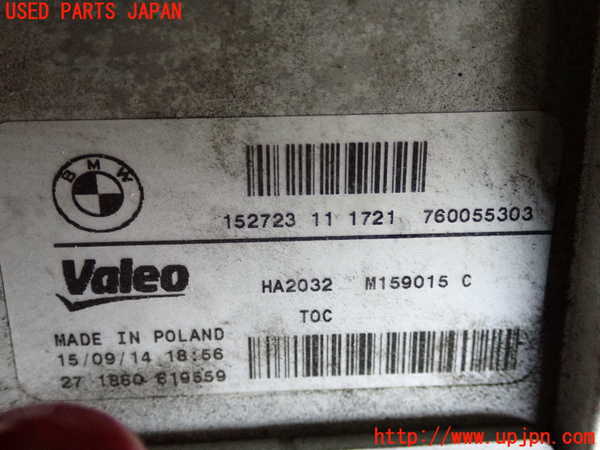 USED PARTS JAPAN
BMW
152723 11 1721 760055303
Valeo
HA2032 M159015 C
TOC
MADE IN POLAND
15/09/14 18:56
27 1860 619559
http://www.upjpn.com/